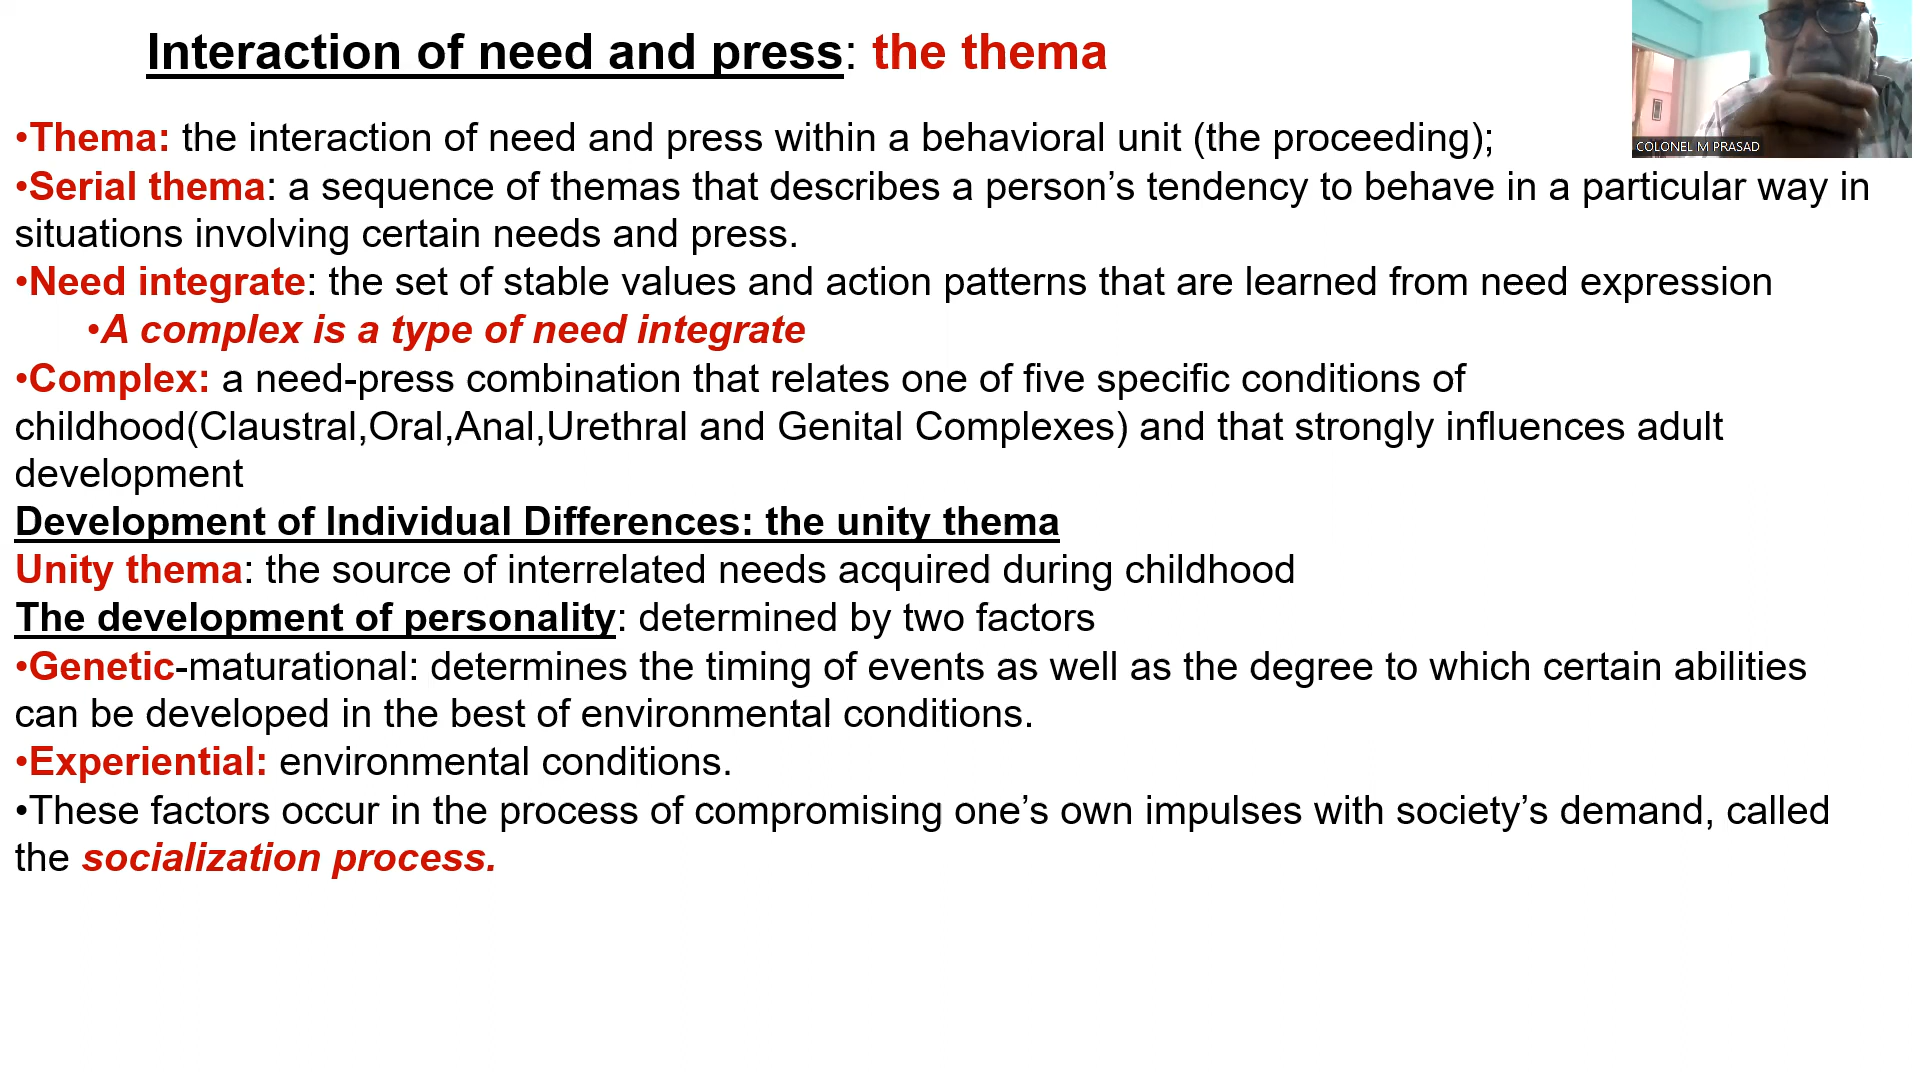 Interaction of need and press: the thema
COLONEL M PRASAD
•Thema: the interaction of need and press within a behavioral unit (the proceeding);
•Serial thema: a sequence of themas that describes a person’s tendency to behave in a particular way in
situations involving certain needs and press.
•Need integrate: the set of stable values and action patterns that are learned from need expression
•A complex is a type of need integrate
•Complex: a need-press combination that relates one of five specific conditions of
childhood(Claustral,Oral,Anal,Urethral and Genital Complexes) and that strongly influences adult
development
Development of Individual Differences: the unity thema
Unity thema: the source of interrelated needs acquired during childhood
The development of personality: determined by two factors
•Genetic-maturational: determines the timing of events as well as the degree to which certain abilities
can be developed in the best of environmental conditions.
•Experiential: environmental conditions.
•These factors occur in the process of compromising one’s own impulses with society’s demand, called
the socialization process.